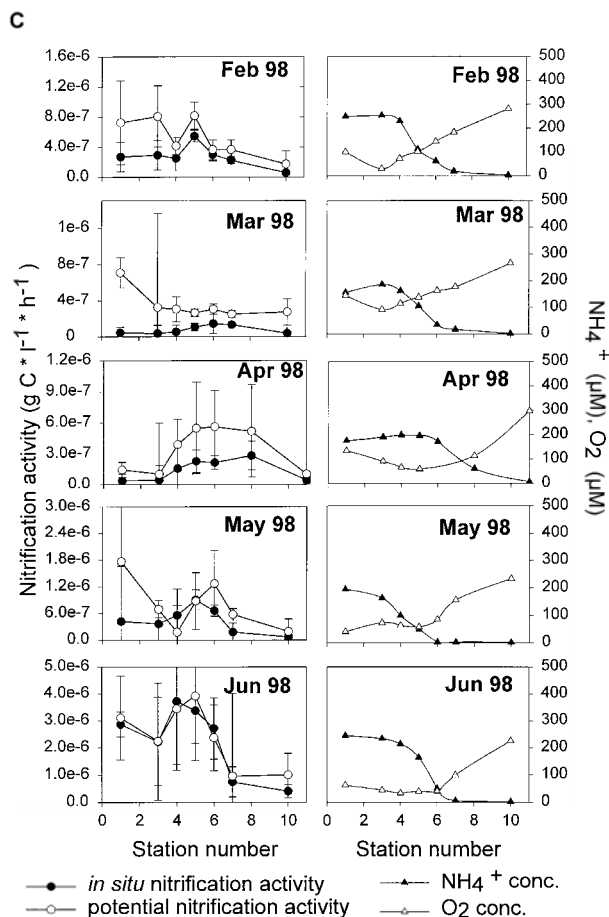 C
Nitrification activity (g C * l-1 * h-1)
Feb 98
1.6e-6
1.2e-6
8.0e-7
4.0e-7
0.0
Feb 98
500
400
300
200
100
0
Mar 98
1e-6
8e-7
4e-7
0.0
Mar 98
500
400
300
200
100
0
Apr 98
1.2e-6
9.0e-7
6.0e-7
3.0e-7
0.0
Apr 98
500
400
300
200
100
0
May 98
3.0e-6
2.4e-6
1.8e-6
1.2e-6
6.0e-7
0.0
May 98
500
400
300
200
100
0
Jun 98
5.0e-6
4.0e-6
3.0e-6
2.0e-6
1.0e-6
0.0
Jun 98
500
400
300
200
100
0
NH4+ (µM), O2 (µM)
0 2 4 6 8 10
0 2 4 6 8 10
Station number
Station number
in situ nitrification activity
potential nitrification activity
NH4+ conc.
O2 conc.